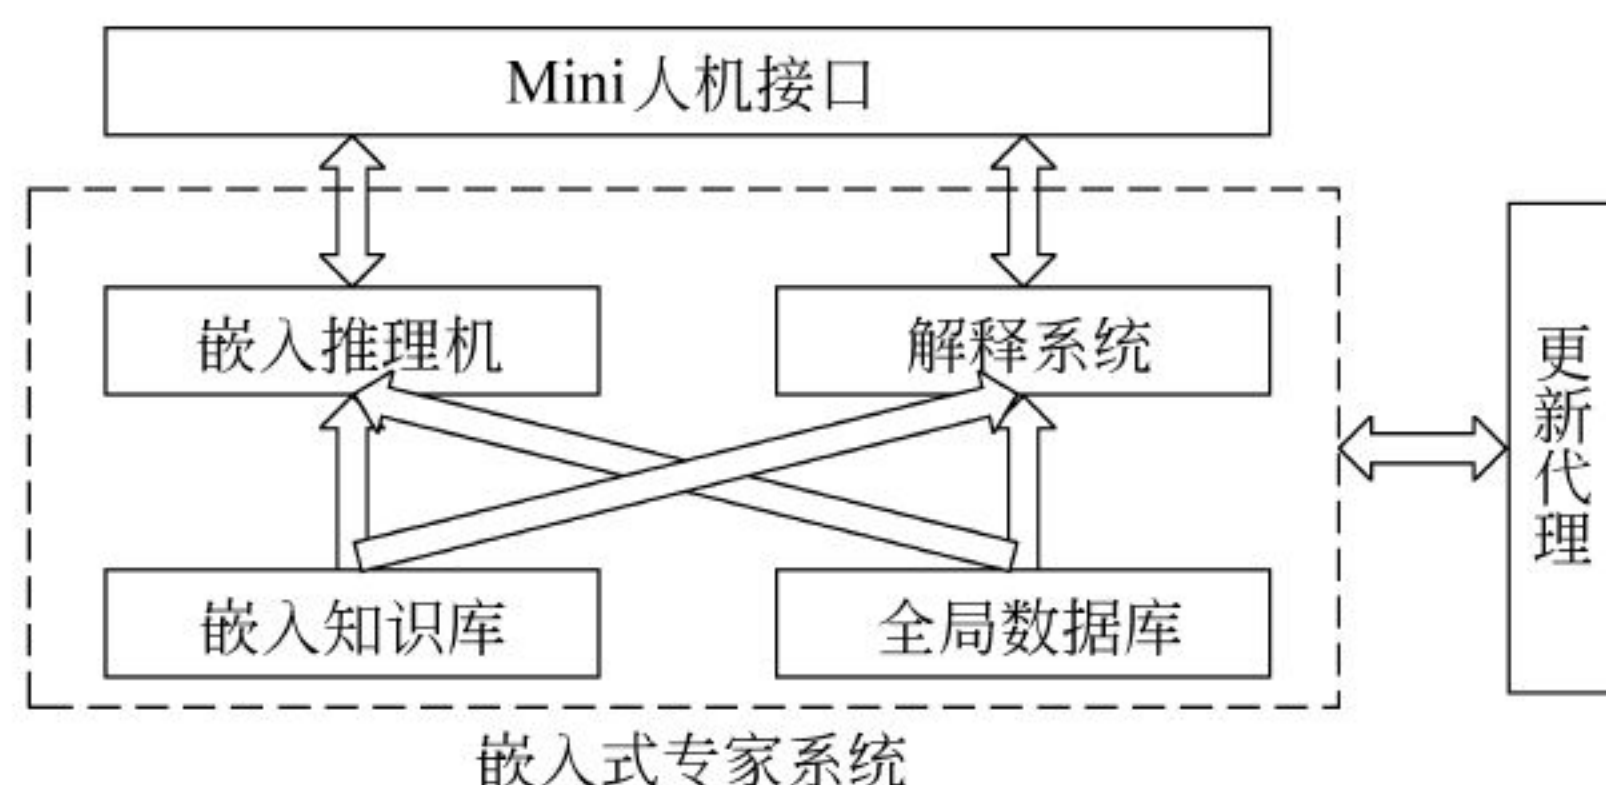 Mini人机接口
嵌入推理机
解释系统
更新代理
嵌入知识库
全局数据库
嵌入式专家系统